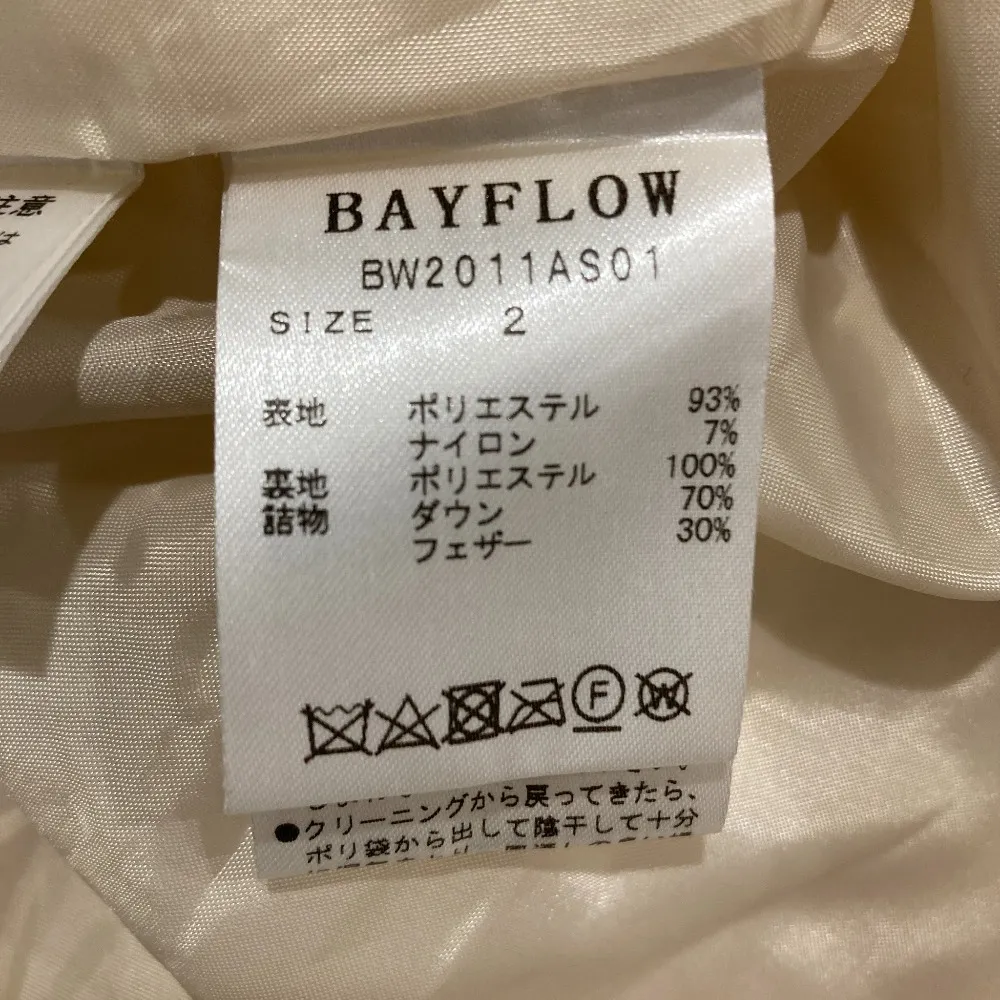 BAYFLOW
BW2011AS01
SIZE 2
表地 ポリエステル 93%
ナイロン 7%
裏地 ポリエステル 100%
詰物 ダウン 70%
フェザー 30%
F
W
●クリーニングから戻ってきたら、
ポリ袋から出して陰干しして十分
注意
は